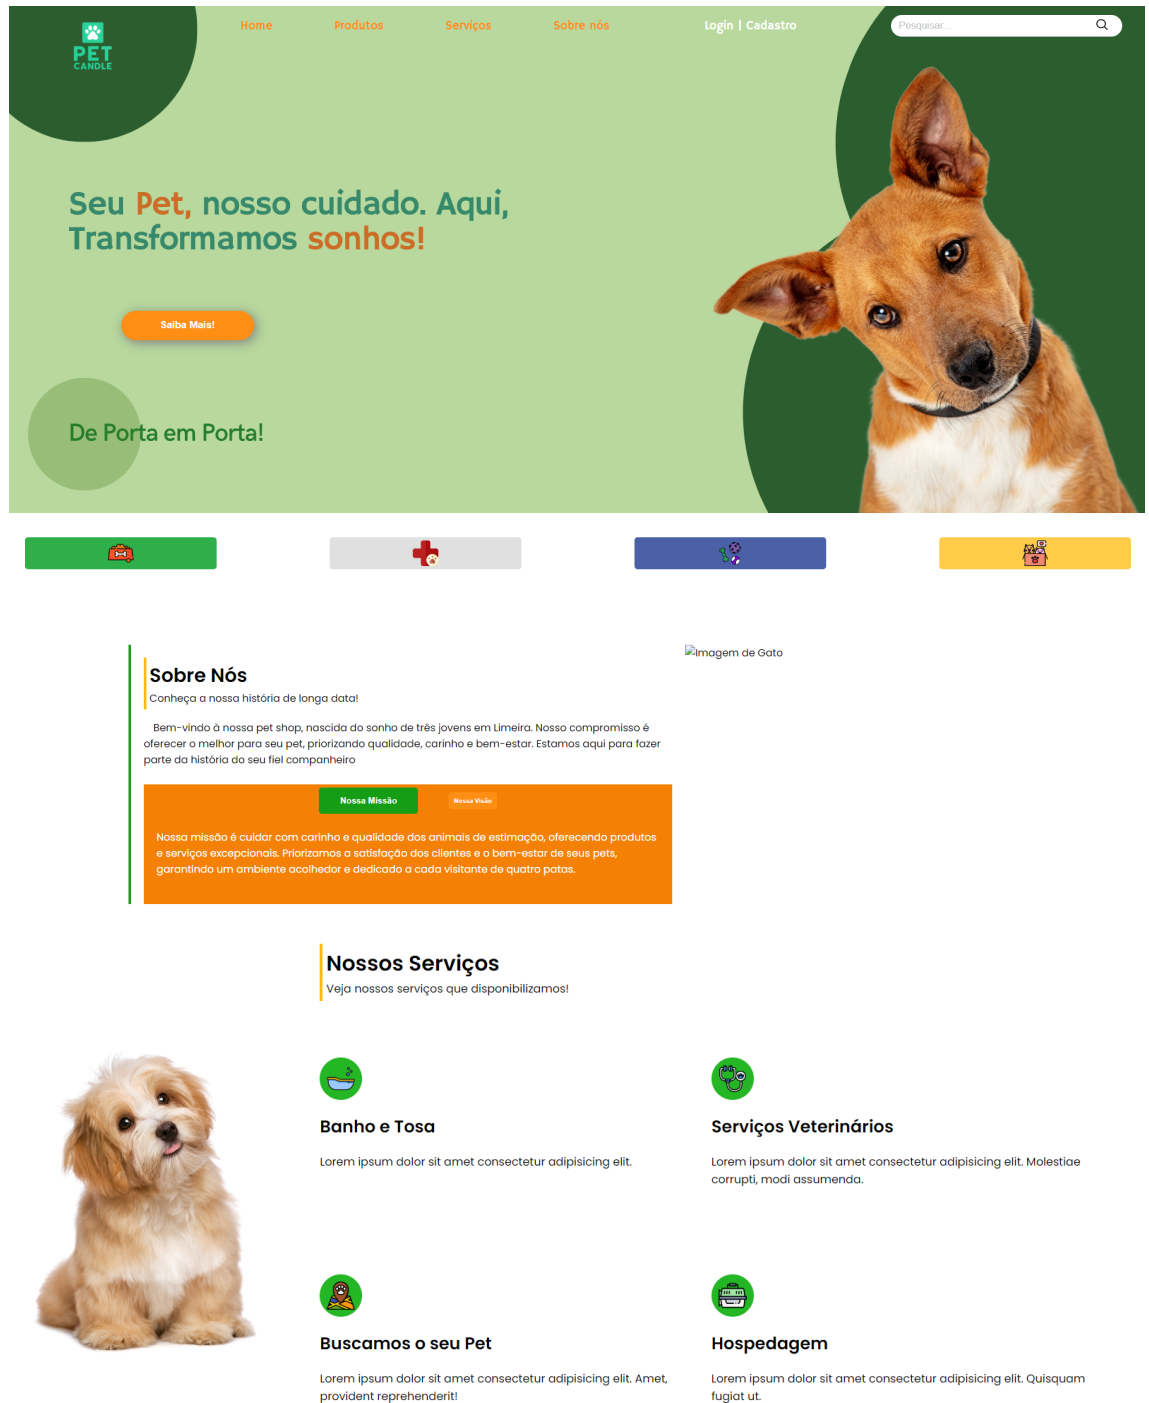 PET
CANDLE
Home
Produtos
Serviços
Sobre nós
Login | Cadastro
Pesquisar...
Seu Pet, nosso cuidado. Aqui,
Transformamos sonhos!
Saiba Mais!
De Porta em Porta!
Sobre Nós
Conheça a nossa história de longa data!
Bem-vindo à nossa pet shop, nascida do sonho de três jovens em Limeira. Nosso compromisso é
oferecer o melhor para seu pet, priorizando qualidade, carinho e bem-estar. Estamos aqui para fazer
parte da história do seu fiel companheiro
Imagem de Gato
Nossa Missão
Nossa Visão
Nossa missão é cuidar com carinho e qualidade dos animais de estimação, oferecendo produtos
e serviços excepcionais. Priorizamos a satisfação dos clientes e o bem-estar de seus pets,
garantindo um ambiente acolhedor e dedicado a cada visitante de quatro patas.
Nossos Serviços
Veja nossos serviços que disponibilizamos!
Banho e Tosa
Lorem ipsum dolor sit amet consectetur adipisicing elit.
Serviços Veterinários
Lorem ipsum dolor sit amet consectetur adipisicing elit. Molestiae
corrupti, modi assumenda.
Buscamos o seu Pet
Lorem ipsum dolor sit amet consectetur adipisicing elit. Amet,
provident reprehenderit!
Hospedagem
Lorem ipsum dolor sit amet consectetur adipisicing elit. Quisquam
fugiat ut.